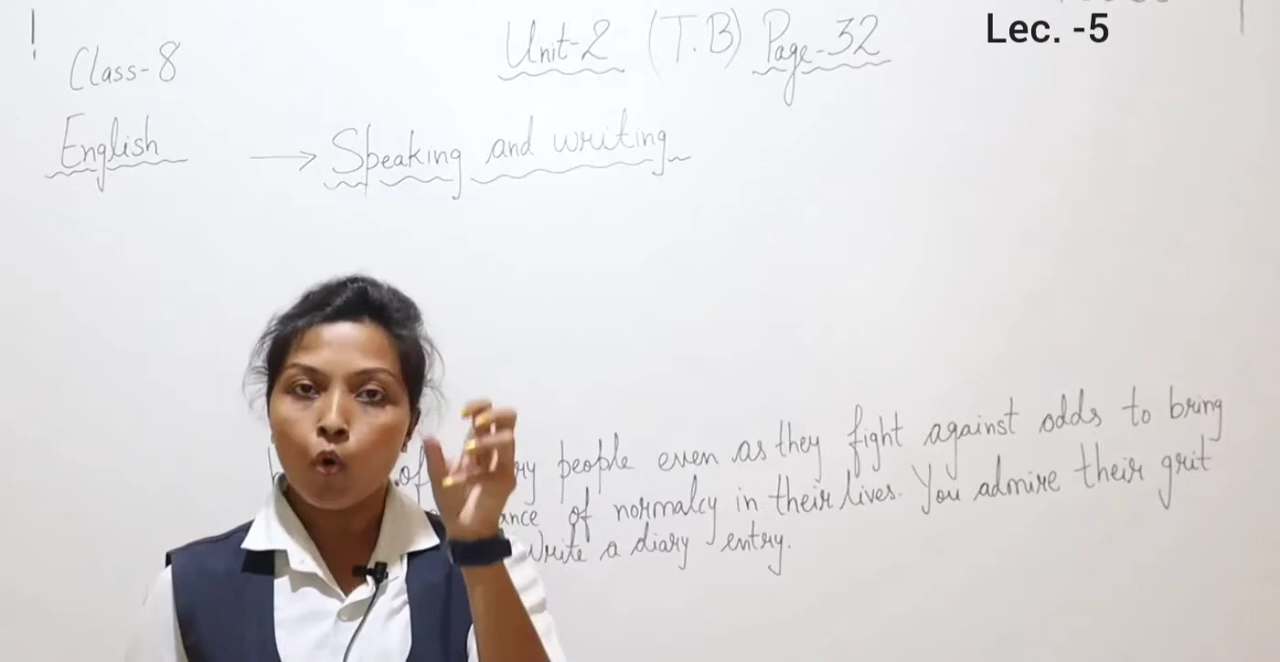 Lec. -5
Unit-2 (T.B) Page-32
Class-8
English → Speaking and writing
of people even as they fight against odds to bring
of normalcy in their lives. You admire their grit
Write a diary entry.